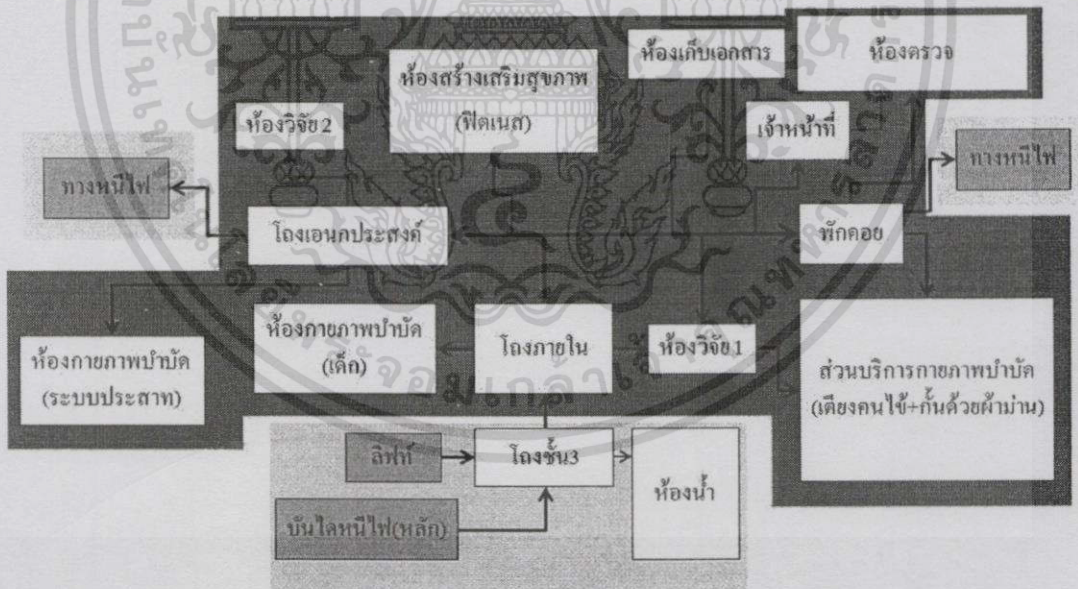 ห้องเก็บเอกสาร
ห้องตรวจ
ห้องสร้างเสริมสุขภาพ
(ฟิตเนส)
ห้องวิจัย2
เจ้าหน้าที่
ทางหนีไฟ
ทางหนีไฟ
โถงเอนกประสงค์
พักคอย
ห้องกายภาพบำบัด
(ระบบประสาท)
ห้องกายภาพบำบัด
(เด็ก)
โถงภายใน
ห้องวิจัย1
ส่วนบริการกายภาพบำบัด
(เตียงคนไข้+กั้นด้วยผ้าม่าน)
ลิฟท์
โถงชั้น3
ห้องน้ำ
บันไดหนีไฟ(หลัก)